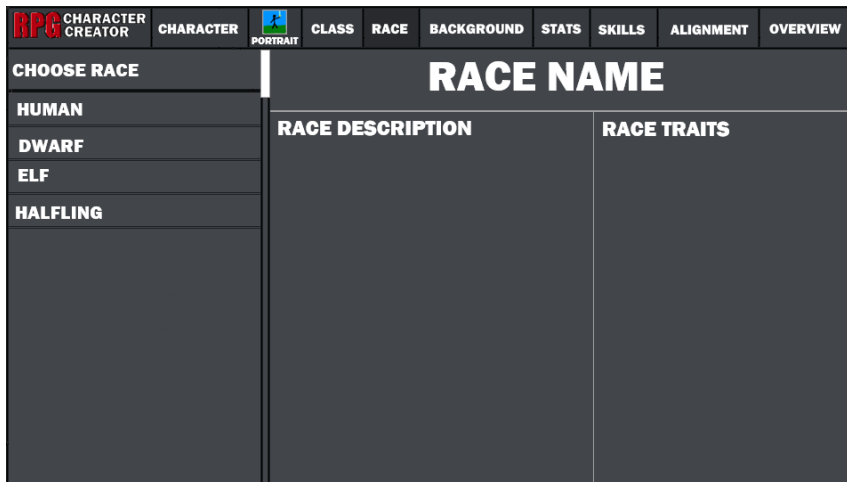 RPG CHARACTER CREATOR
CHARACTER
PORTRAIT
CLASS
RACE
BACKGROUND
STATS
SKILLS
ALIGNMENT
OVERVIEW
CHOOSE RACE
HUMAN
DWARF
ELF
HALFLING
RACE NAME
RACE DESCRIPTION
RACE TRAITS